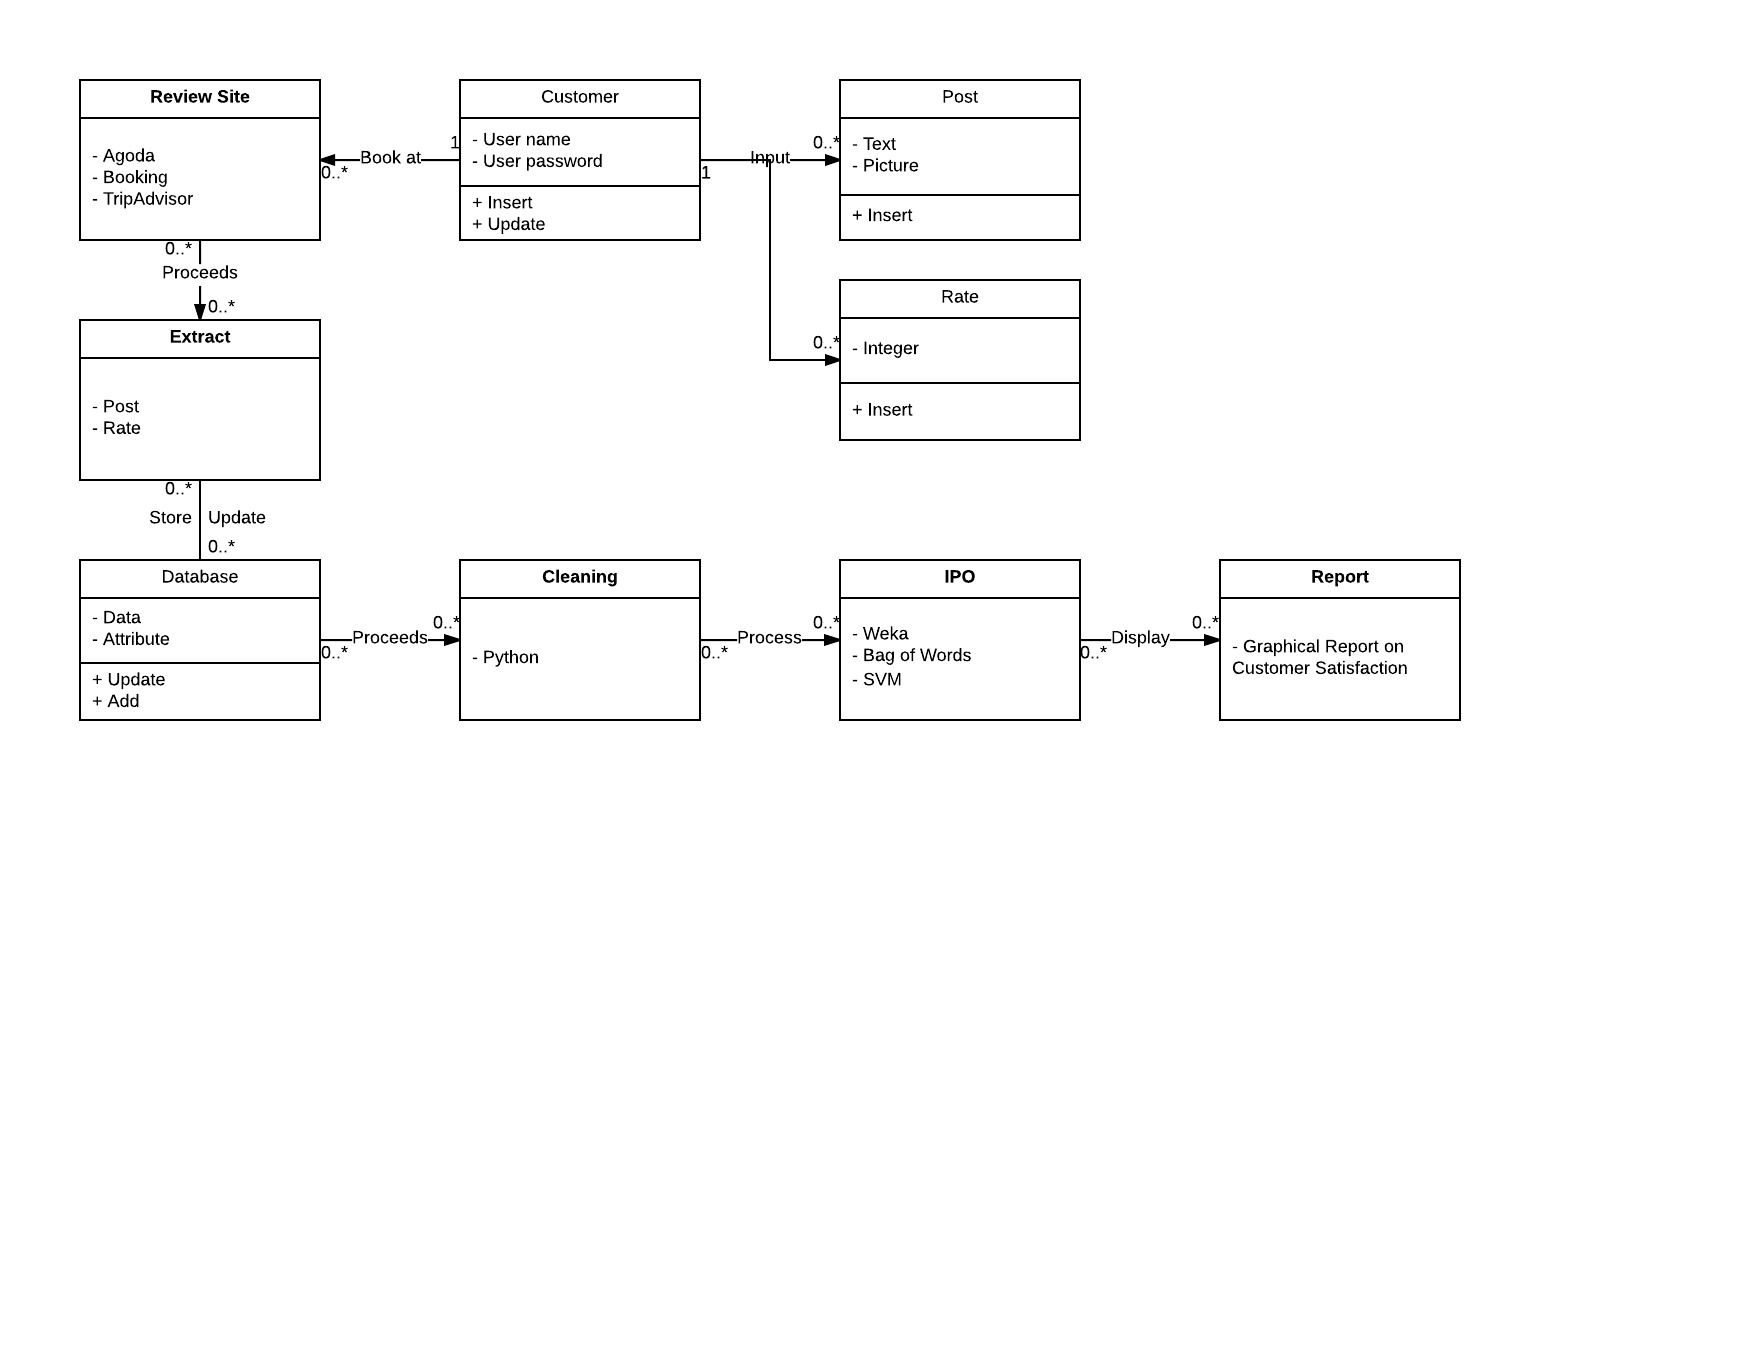 Review Site
- Agoda
- Booking
- TripAdvisor
Book at
1
0..*
Customer
- User name
- User password
+ Insert
+ Update
Input
1
0..*
Post
- Text
- Picture
+ Insert
0..*
Rate
- Integer
+ Insert
0..*
Proceeds
0..*
Extract
- Post
- Rate
0..*
Store
Update
0..*
Database
- Data
- Attribute
+ Update
+ Add
Proceeds
0..*
0..*
Cleaning
- Python
Process
0..*
0..*
IPO
- Weka
- Bag of Words
- SVM
Display
0..*
0..*
Report
- Graphical Report on
Customer Satisfaction